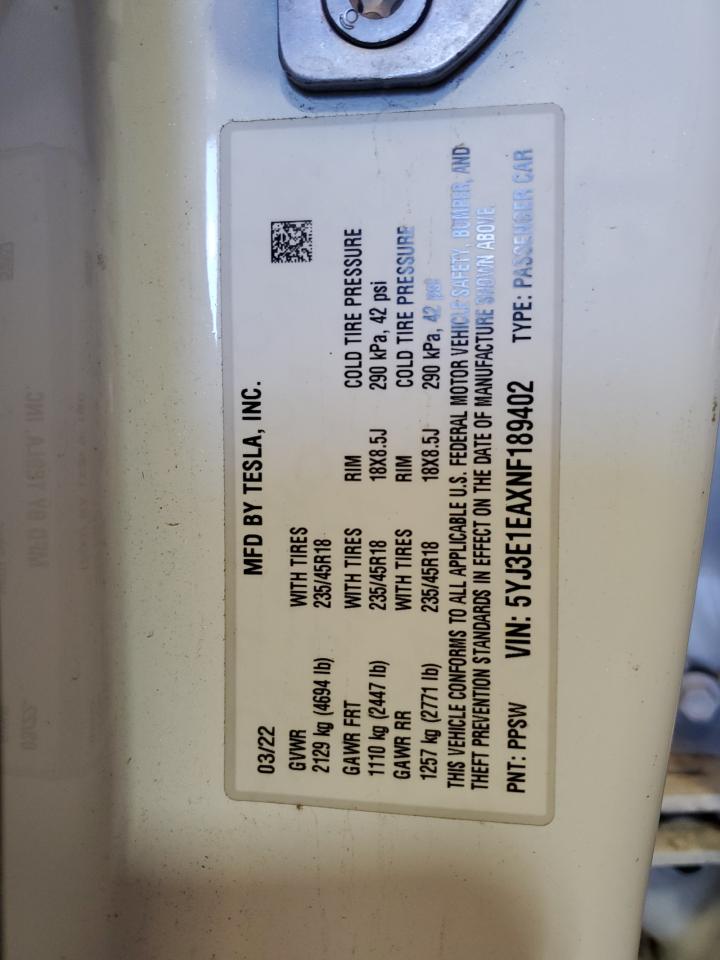 MFD BY TESLA, INC.
03/22
GVWR WITH TIRES
2129 kg (4694 lb) 235/45R18
GAWR FRT WITH TIRES RIM COLD TIRE PRESSURE
1110 kg (2447 lb) 235/45R18 18X8.5J 290 kPa, 42 psi
GAWR RR WITH TIRES RIM COLD TIRE PRESSURE
1257 kg (2771 lb) 235/45R18 18X8.5J 290 kPa, 42 psi
THIS VEHICLE CONFORMS TO ALL APPLICABLE U.S. FEDERAL MOTOR VEHICLE SAFETY, BUMPER, AND
THEFT PREVENTION STANDARDS IN EFFECT ON THE DATE OF MANUFACTURE SHOWN ABOVE.
PNT: PPSW VIN: 5YJ3E1EAXNF189402 TYPE: PASSENGER CAR